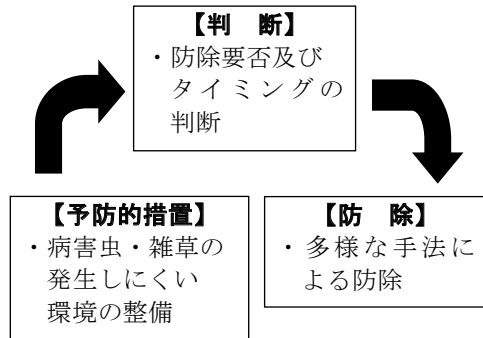 【判　断】
・防除要否及び
タイミングの
判断
【予防的措置】
・病害虫・雑草の
発生しにくい
環境の整備
【防　除】
・多様な手法に
よる防除